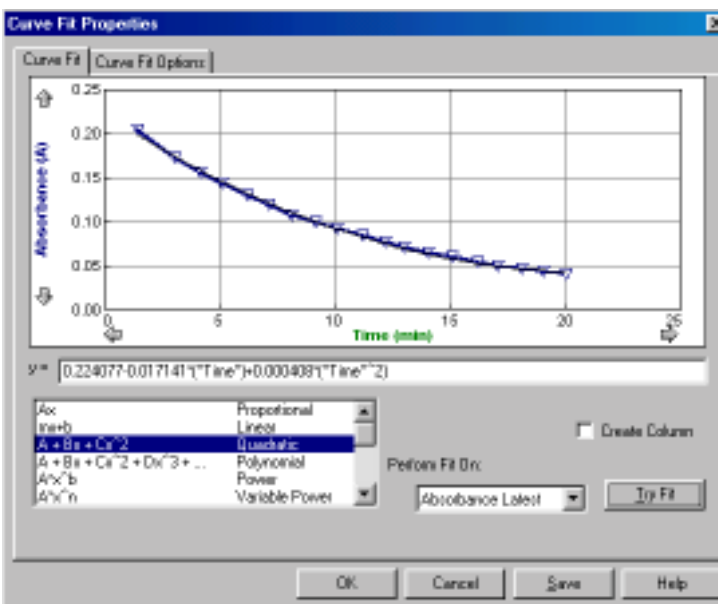 Curve Fit Properties
Curve Fit Curve Fit Options
0.25
0.20
0.15
0.10
0.05
0.00
Absorbance (A)
0 5 10 15 20 25
Time (min)
y = 0.224077-0.017141*("Time")+0.000408*("Time"^2)
Ax Proportional
mx+b Linear
A + Bx + Cx^2 Quadratic
A + Bx + Cx^2 + Dx^3 + ... Polynomial
A*x^b Power
A*x^n Variable Power
Create Column
Perform Fit On:
Absorbance Latest
Try Fit
OK Cancel Save Help